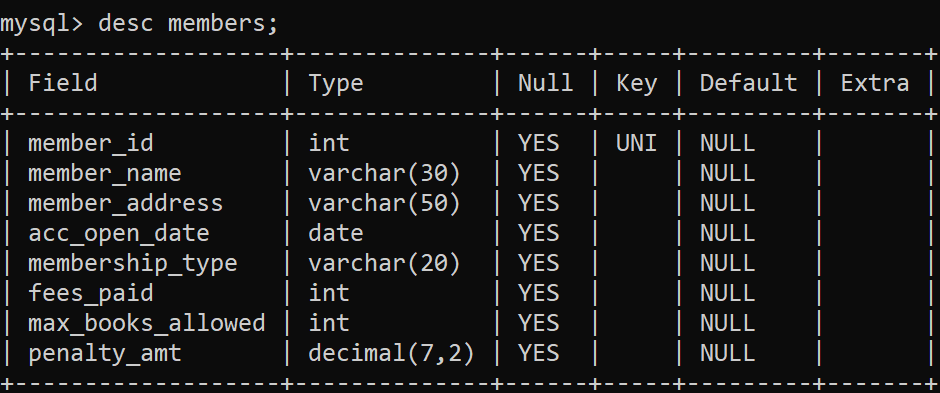 mysql> desc members;
+-------------------+--------------+------+-----+---------+-------+
| Field             | Type         | Null | Key | Default | Extra |
+-------------------+--------------+------+-----+---------+-------+
| member_id         | int          | YES  | UNI | NULL    |       |
| member_name       | varchar(30)  | YES  |     | NULL    |       |
| member_address    | varchar(50)  | YES  |     | NULL    |       |
| acc_open_date     | date         | YES  |     | NULL    |       |
| membership_type   | varchar(20)  | YES  |     | NULL    |       |
| fees_paid         | int          | YES  |     | NULL    |       |
| max_books_allowed | int          | YES  |     | NULL    |       |
| penalty_amt       | decimal(7,2) | YES  |     | NULL    |       |
+-------------------+--------------+------+-----+---------+-------+